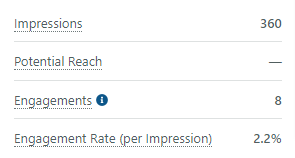 Impressions 360
Potential Reach —
Engagements 8
Engagement Rate (per Impression) 2.2%